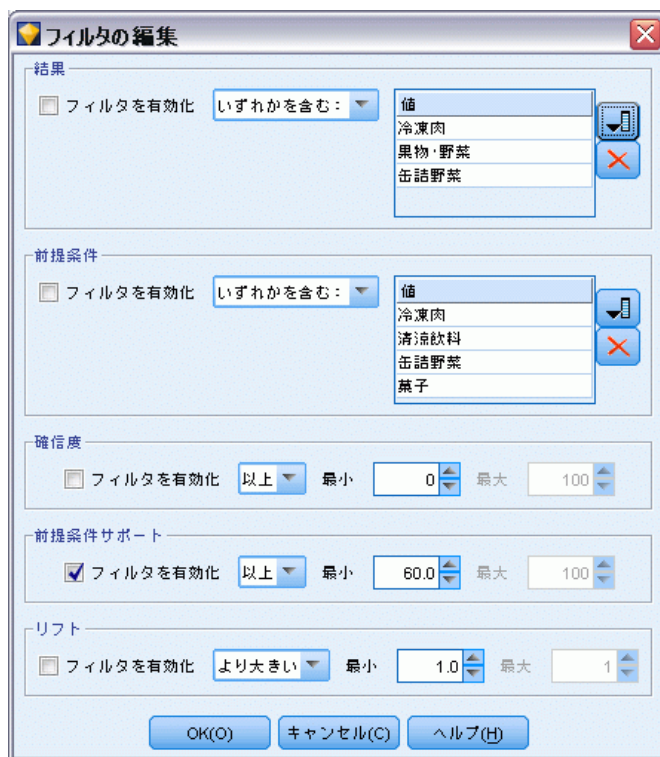 フィルタの編集
結果
フィルタを有効化 いずれかを含む: 値
冷凍肉
果物・野菜
缶詰野菜
前提条件
フィルタを有効化 いずれかを含む: 値
冷凍肉
清涼飲料
缶詰野菜
菓子
確信度
フィルタを有効化 以上 最小 0 最大 100
前提条件サポート
フィルタを有効化 以上 最小 60.0 最大 100
リフト
フィルタを有効化 より大きい 最小 1.0 最大 1
OK(O) キャンセル(C) ヘルプ(H)